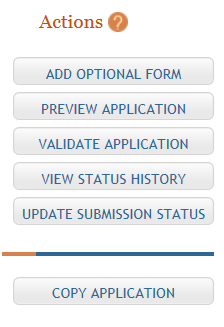 Actions ?
ADD OPTIONAL FORM
PREVIEW APPLICATION
VALIDATE APPLICATION
VIEW STATUS HISTORY
UPDATE SUBMISSION STATUS
COPY APPLICATION